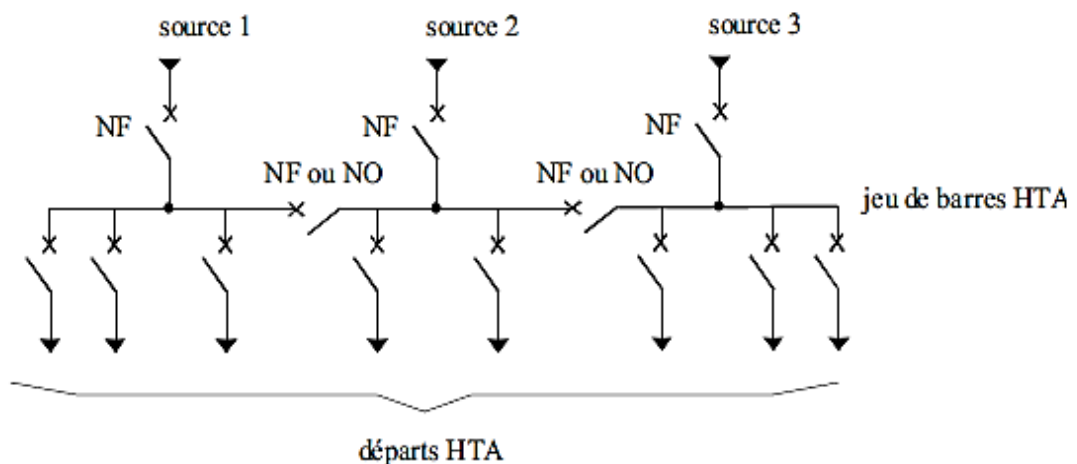 source 1
source 2
source 3
NF
NF
NF
NF ou NO
NF ou NO
jeu de barres HTA
départs HTA